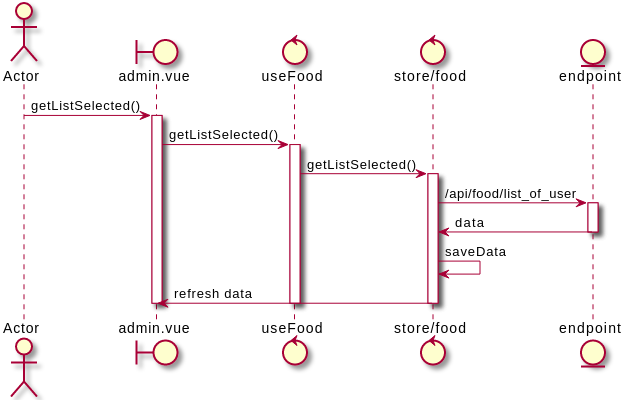 Actor admin.vue useFood store/food endpoint
getListSelected()
getListSelected()
getListSelected()
/api/food/list_of_user
data
saveData
refresh data
Actor admin.vue useFood store/food endpoint